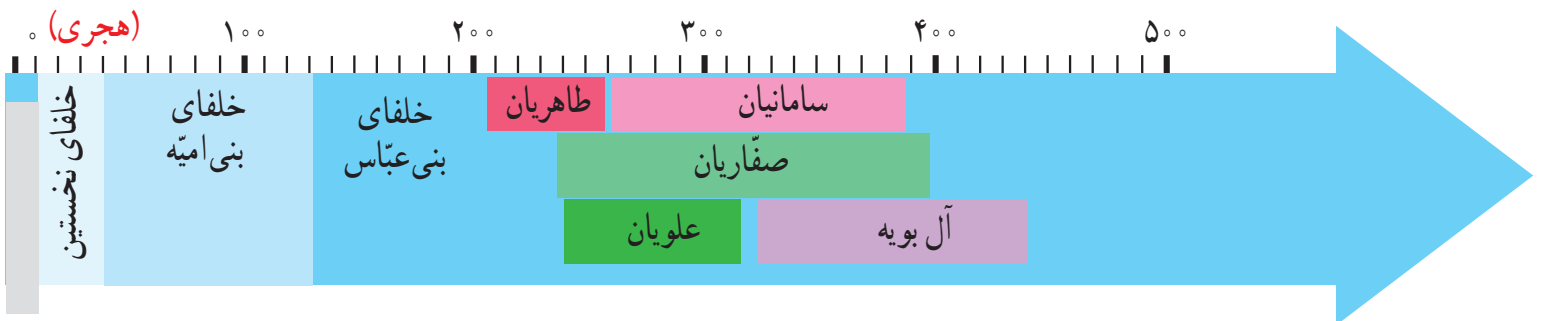 ۰ (هجری) ۱۰۰ ۲۰۰ ۳۰۰ ۴۰۰ ۵۰۰
خلفای نخستین
خلفای
بنی‌امیّه
خلفای
بنی‌عبّاس
طاهریان
سامانیان
صفّاریان
علویان
آل بویه